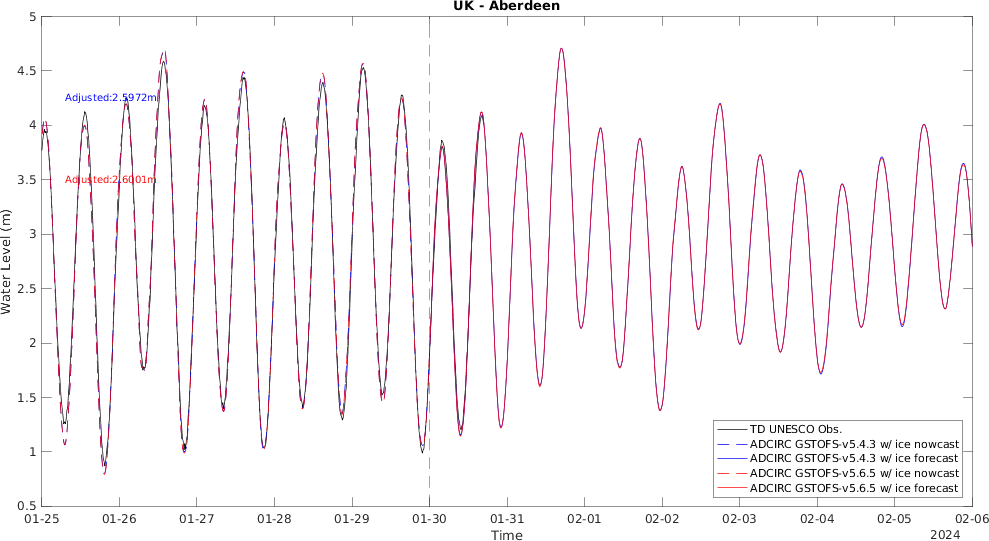 UK - Aberdeen
5
4.5
4
3.5
3
2.5
2
1.5
1
0.5
Water Level (m)
Adjusted:2.5972m
Adjusted:2.6001m
TD UNESCO Obs.
ADCIRC GSTOFS-v5.4.3 w/ ice nowcast
ADCIRC GSTOFS-v5.4.3 w/ ice forecast
ADCIRC GSTOFS-v5.6.5 w/ ice nowcast
ADCIRC GSTOFS-v5.6.5 w/ ice forecast
01-25 01-26 01-27 01-28 01-29 01-30 01-31 02-01 02-02 02-03 02-04 02-05 02-06
Time
2024